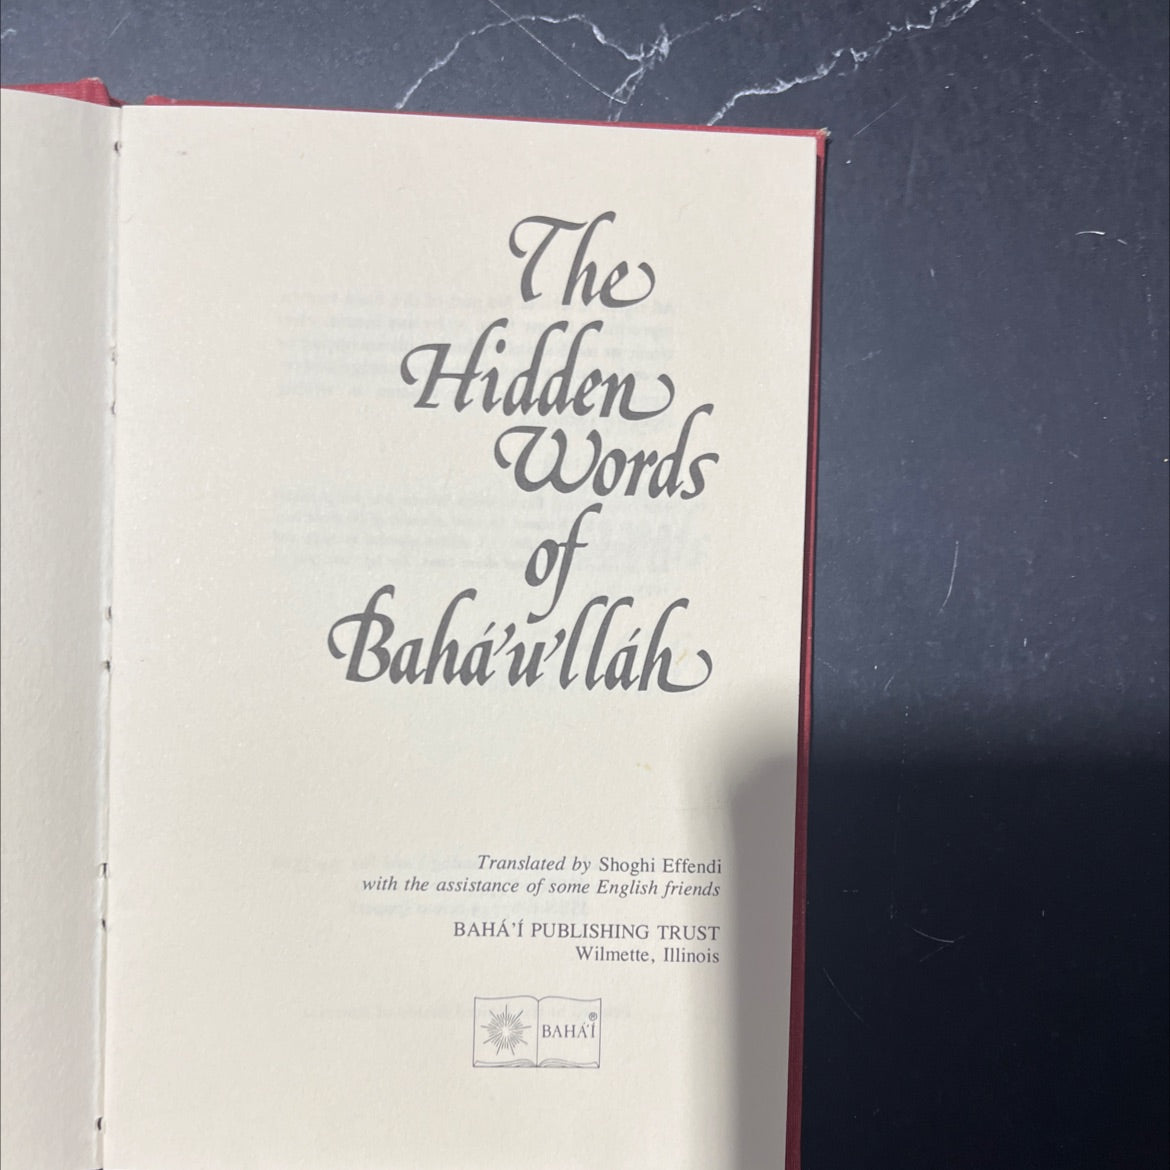 The
Hidden
Words
of
Bahá'u'lláh
Translated by Shoghi Effendi
with the assistance of some English friends
BAHÁ'Í PUBLISHING TRUST
Wilmette, Illinois
BAHÁ'Í®